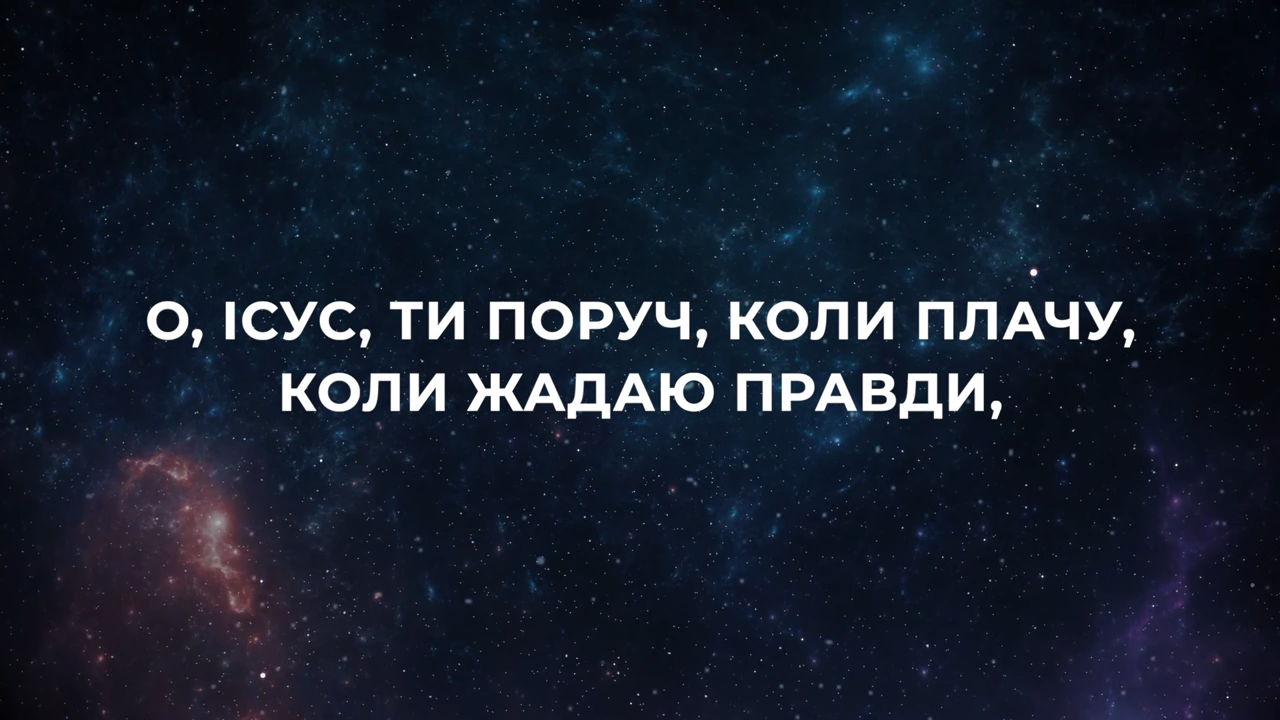 О, ІСУС, ТИ ПОРУЧ, КОЛИ ПЛАЧУ,
КОЛИ ЖАДАЮ ПРАВДИ,